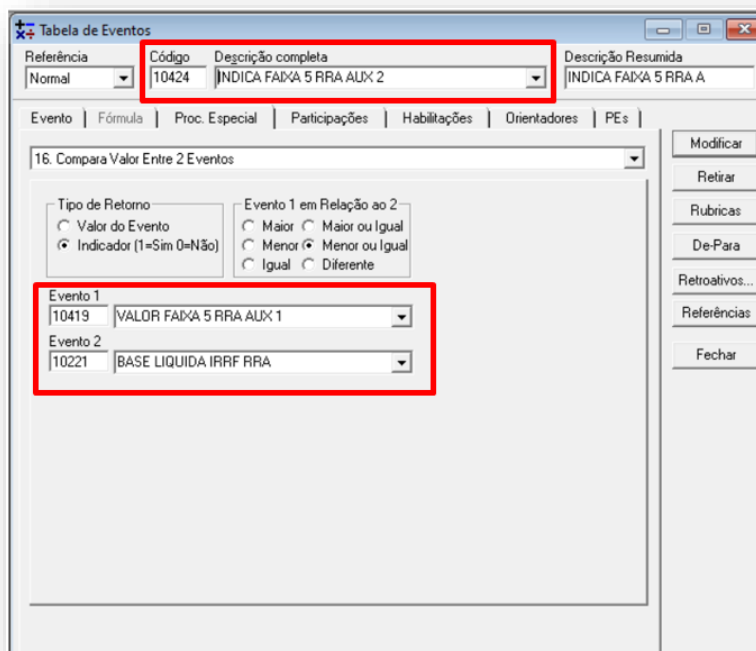 Tabela de Eventos
Referência Código Descrição completa Descrição Resumida
Normal 10424 INDICA FAIXA 5 RRA AUX 2 INDICA FAIXA 5 RRA A
Evento Fórmula Proc. Especial Participações Habilitações Orientadores PEs
16. Compara Valor Entre 2 Eventos
Tipo de Retorno
Valor do Evento
Indicador (1=Sim 0=Não)
Evento 1 em Relação ao 2
Maior Maior ou Igual
Menor Menor ou Igual
Igual Diferente
Evento 1
10419 VALOR FAIXA 5 RRA AUX 1
Evento 2
10221 BASE LIQUIDA IRRF RRA
Modificar
Retirar
Rubricas
De-Para
Retroativos...
Referências
Fechar